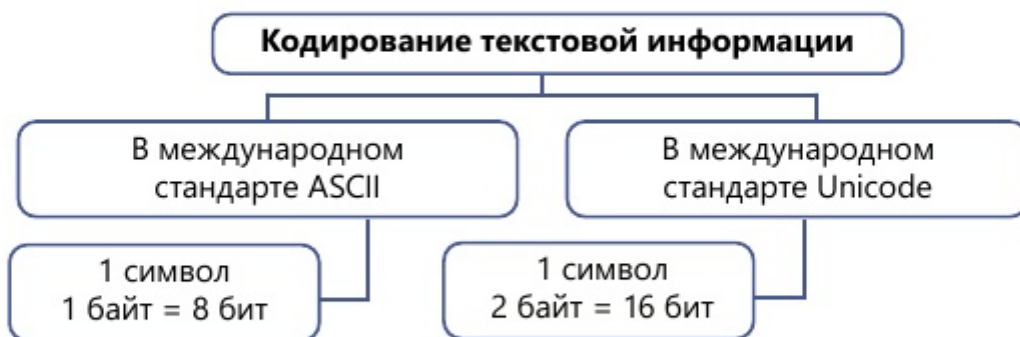 Кодирование текстовой информации
В международном
стандарте ASCII
В международном
стандарте Unicode
1 символ
1 байт = 8 бит
1 символ
2 байт = 16 бит